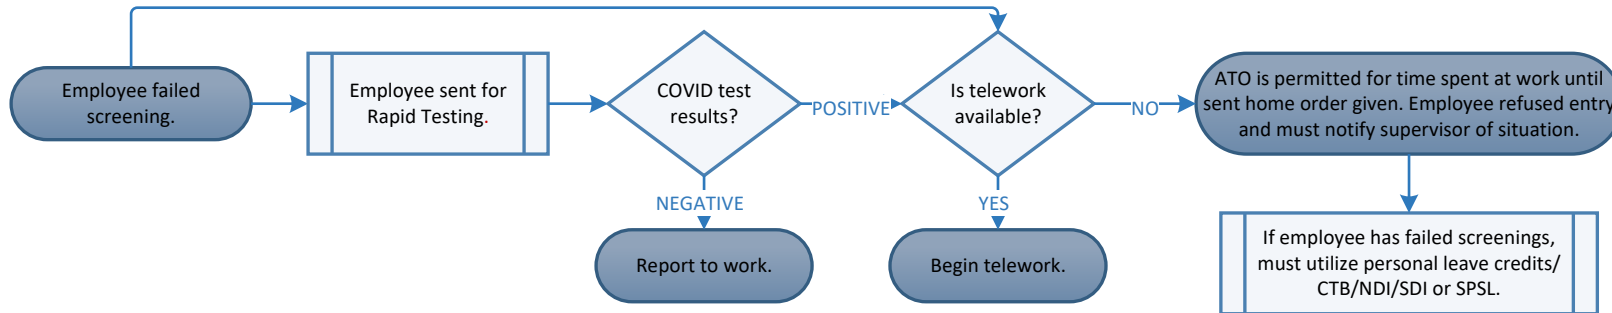 Employee failed
screening.
Employee sent for
Rapid Testing.
COVID test
results?
POSITIVE
NEGATIVE
Report to work.
Is telework
available?
NO
YES
Begin telework.
ATO is permitted for time spent at work until
sent home order given. Employee refused entry
and must notify supervisor of situation.
If employee has failed screenings,
must utilize personal leave credits/
CTB/NDI/SDI or SPSL.